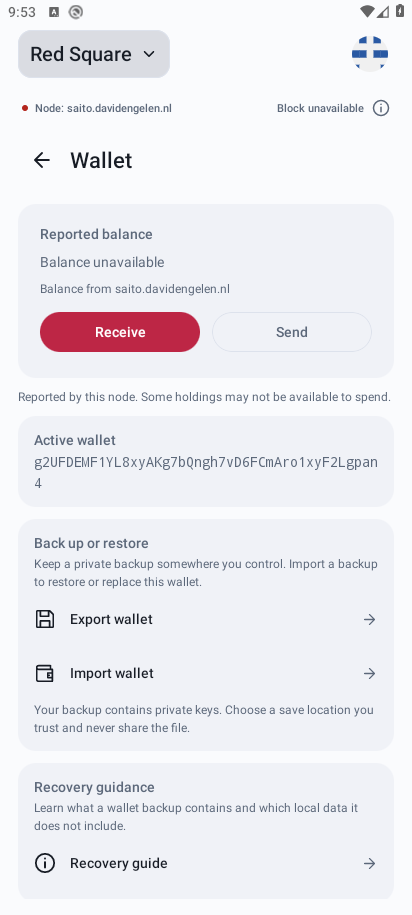 9:53
Red Square
Node: saito.davidengelen.nl
Block unavailable
Wallet
Reported balance
Balance unavailable
Balance from saito.davidengelen.nl
Receive
Send
Reported by this node. Some holdings may not be available to spend.
Active wallet
g2UFDEMF1YL8xyAKg7bQngh7vD6FCmAro1xyF2Lgpan
4
Back up or restore
Keep a private backup somewhere you control. Import a backup
to restore or replace this wallet.
Export wallet
Import wallet
Your backup contains private keys. Choose a save location you
trust and never share the file.
Recovery guidance
Learn what a wallet backup contains and which local data it
does not include.
Recovery guide